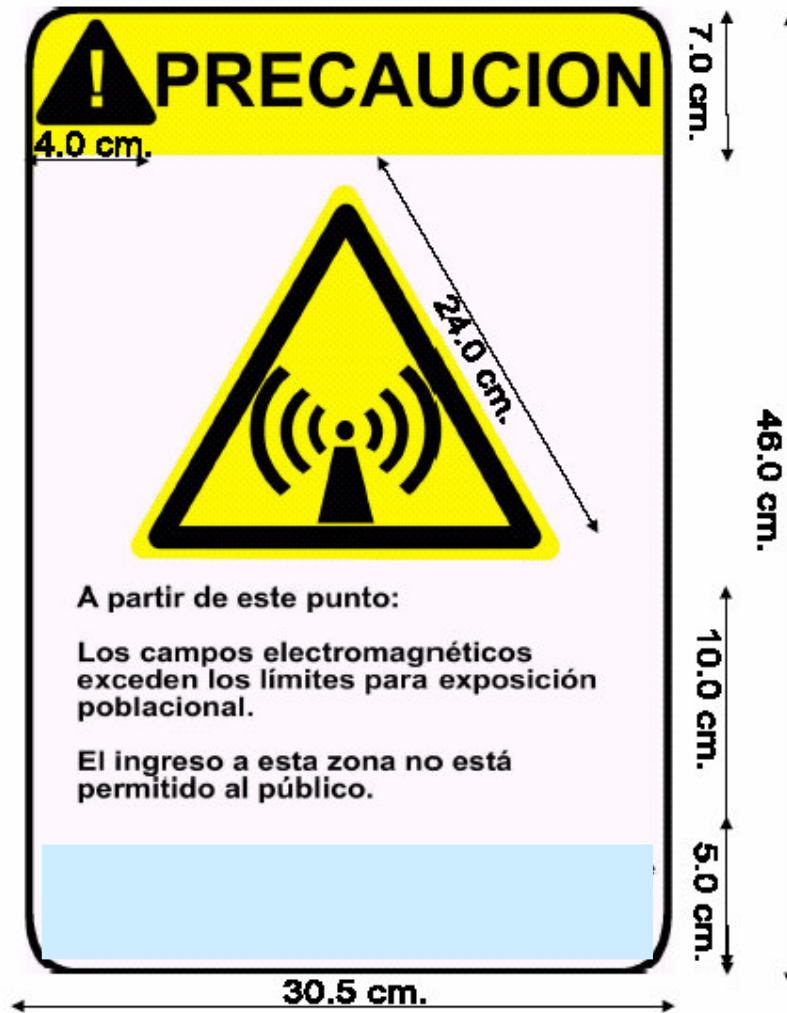 ! PRECAUCION
7.0 cm.
4.0 cm.
24.0 cm.
46.0 cm.
A partir de este punto:
Los campos electromagnéticos
exceden los límites para exposición
poblacional.
El ingreso a esta zona no está
permitido al público.
10.0 cm.
5.0 cm.
30.5 cm.